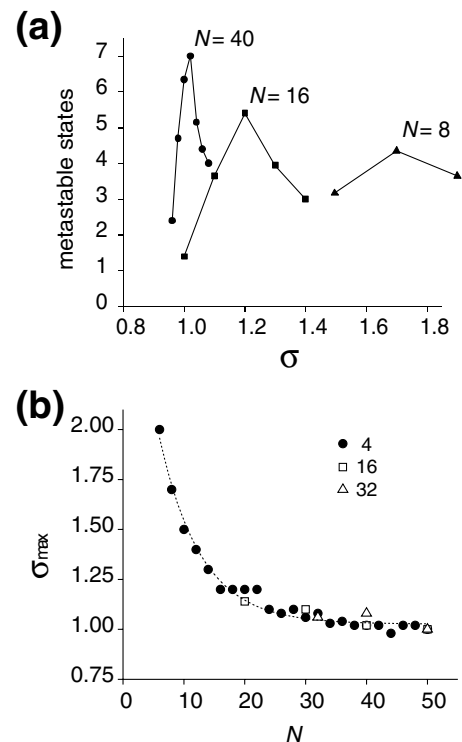 (a)
N = 40
N = 16
N = 8
metastable states
7
6
5
4
3
2
1
0
0.8 1.0 1.2 1.4 1.6 1.8
σ
(b)
σmax
2.00
1.75
1.50
1.25
1.00
0.75
4
16
32
0 10 20 30 40 50
N